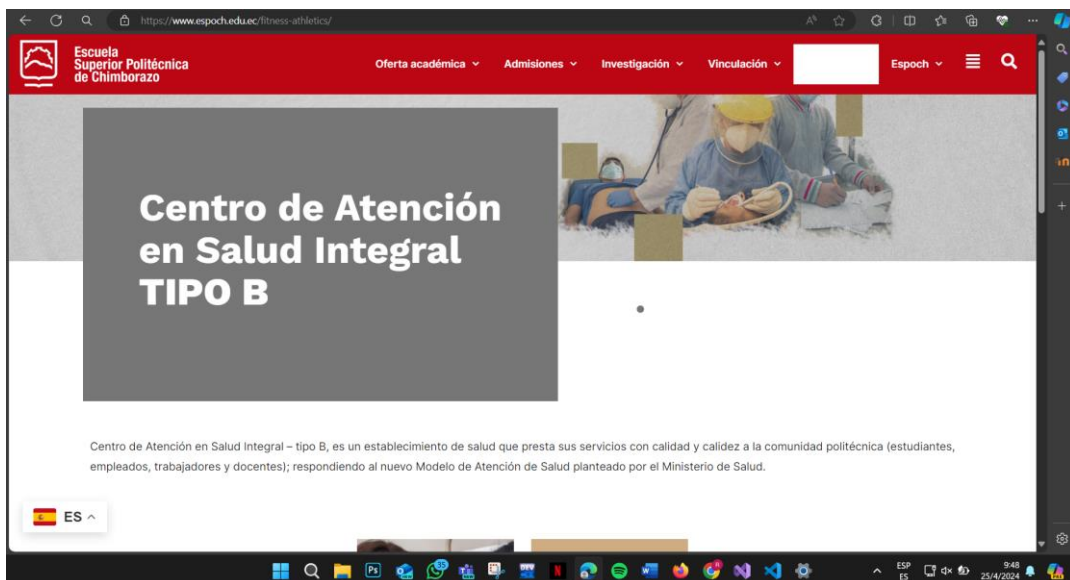 https://www.espoch.edu.ec/fitness-athletics/
Escuela
Superior Politécnica
de Chimborazo
Oferta académica
Admisiones
Investigación
Vinculación
Espoch
Centro de Atención
en Salud Integral
TIPO B
Centro de Atención en Salud Integral – tipo B, es un establecimiento de salud que presta sus servicios con calidad y calidez a la comunidad politécnica (estudiantes,
empleados, trabajadores y docentes); respondiendo al nuevo Modelo de Atención de Salud planteado por el Ministerio de Salud.
ES
Ps
35
N
W
ESP
ES
9:48
25/4/2024